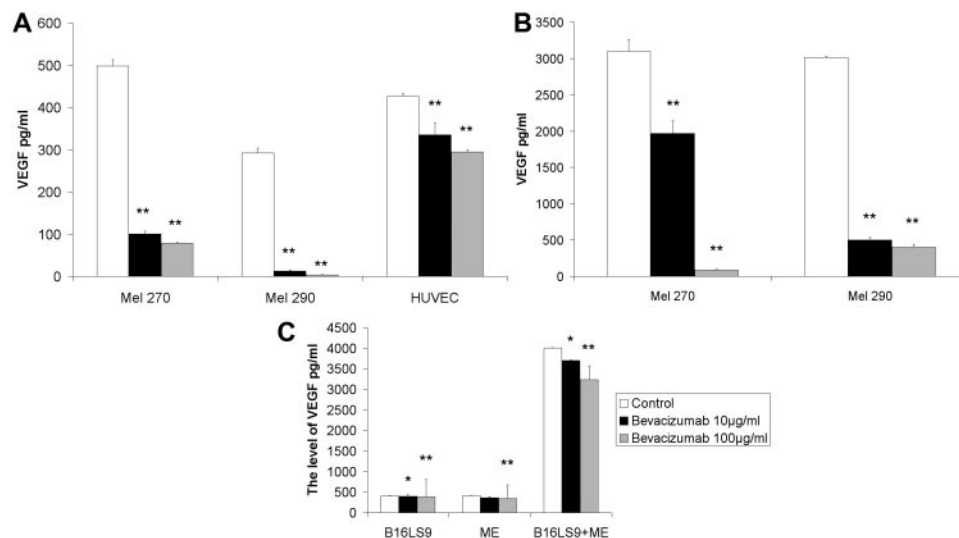 A
VEGF pg/ml
600
500
400
300
200
100
0
**
**
**
**
**
**
Mel 270
Mel 290
HUVEC
B
VEGF pg/ml
3500
3000
2500
2000
1500
1000
500
0
**
**
**
**
Mel 270
Mel 290
C
The level of VEGF pg/ml
4500
4000
3500
3000
2500
2000
1500
1000
500
0
*
**
**
*
**
B16LS9
ME
B16LS9+ME
Control
Bevacizumab 10µg/ml
Bevacizumab 100µg/ml